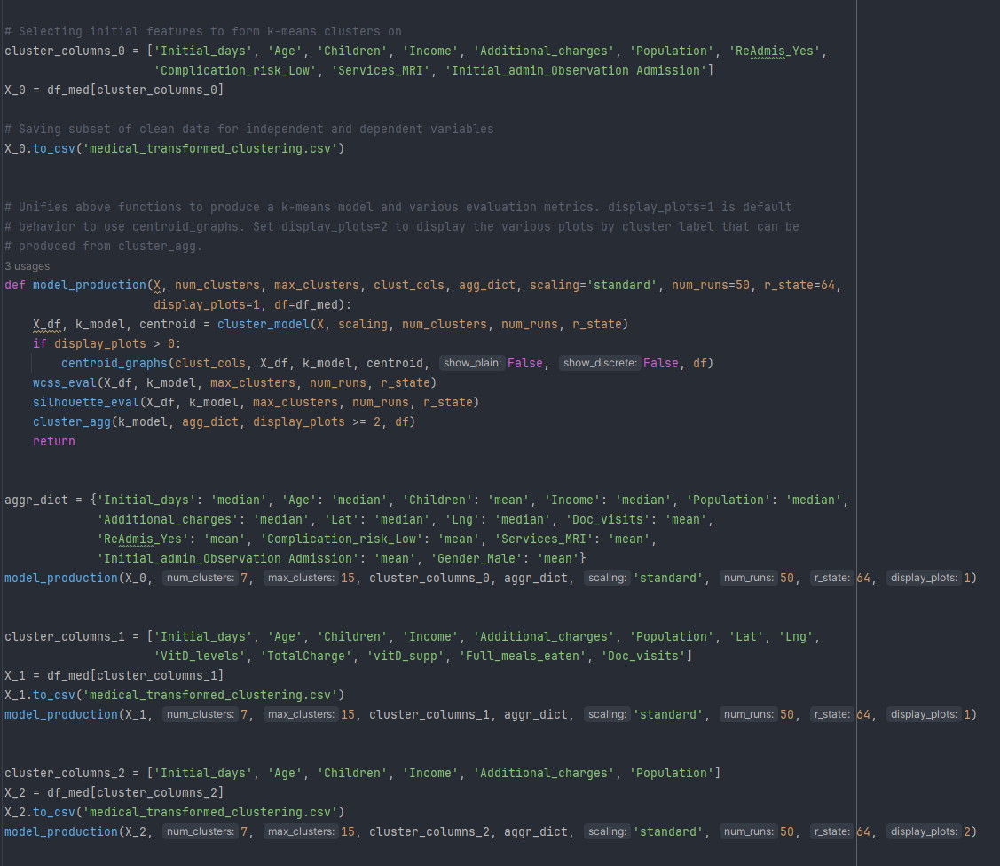 # Selecting initial features to form k-means clusters on
cluster_columns_0 = ['Initial_days', 'Age', 'Children', 'Income', 'Additional_charges', 'Population', 'ReAdmis_Yes',
'Complication_risk_Low', 'Services_MRI', 'Initial_admin_Observation Admission']
X_0 = df_med[cluster_columns_0]
# Saving subset of clean data for independent and dependent variables
X_0.to_csv('medical_transformed_clustering.csv')
# Unifies above functions to produce a k-means model and various evaluation metrics. display_plots=1 is default
# behavior to use centroid_graphs. Set display_plots=2 to display the various plots by cluster label that can be
# produced from cluster_agg.
3 usages
def model_production(X, num_clusters, max_clusters, clust_cols, agg_dict, scaling='standard', num_runs=50, r_state=64,
display_plots=1, df=df_med):
X_df, k_model, centroid = cluster_model(X, scaling, num_clusters, num_runs, r_state)
if display_plots > 0:
centroid_graphs(clust_cols, X_df, k_model, centroid, show_plain: False, show_discrete: False, df)
wcss_eval(X_df, k_model, max_clusters, num_runs, r_state)
silhouette_eval(X_df, k_model, max_clusters, num_runs, r_state)
cluster_agg(k_model, agg_dict, display_plots >= 2, df)
return
aggr_dict = {'Initial_days': 'median', 'Age': 'median', 'Children': 'mean', 'Income': 'median', 'Population': 'median',
'Additional_charges': 'median', 'Lat': 'median', 'Lng': 'median', 'Doc_visits': 'mean',
'ReAdmis_Yes': 'mean', 'Complication_risk_Low': 'mean', 'Services_MRI': 'mean',
'Initial_admin_Observation Admission': 'mean', 'Gender_Male': 'mean'}
model_production(X_0, num_clusters: 7, max_clusters: 15, cluster_columns_0, aggr_dict, scaling: 'standard', num_runs: 50, r_state: 64, display_plots: 1)
cluster_columns_1 = ['Initial_days', 'Age', 'Children', 'Income', 'Additional_charges', 'Population', 'Lat', 'Lng',
'VitD_levels', 'TotalCharge', 'vitD_supp', 'Full_meals_eaten', 'Doc_visits']
X_1 = df_med[cluster_columns_1]
X_1.to_csv('medical_transformed_clustering.csv')
model_production(X_1, num_clusters: 7, max_clusters: 15, cluster_columns_1, aggr_dict, scaling: 'standard', num_runs: 50, r_state: 64, display_plots: 1)
cluster_columns_2 = ['Initial_days', 'Age', 'Children', 'Income', 'Additional_charges', 'Population']
X_2 = df_med[cluster_columns_2]
X_2.to_csv('medical_transformed_clustering.csv')
model_production(X_2, num_clusters: 7, max_clusters: 15, cluster_columns_2, aggr_dict, scaling: 'standard', num_runs: 50, r_state: 64, display_plots: 2)